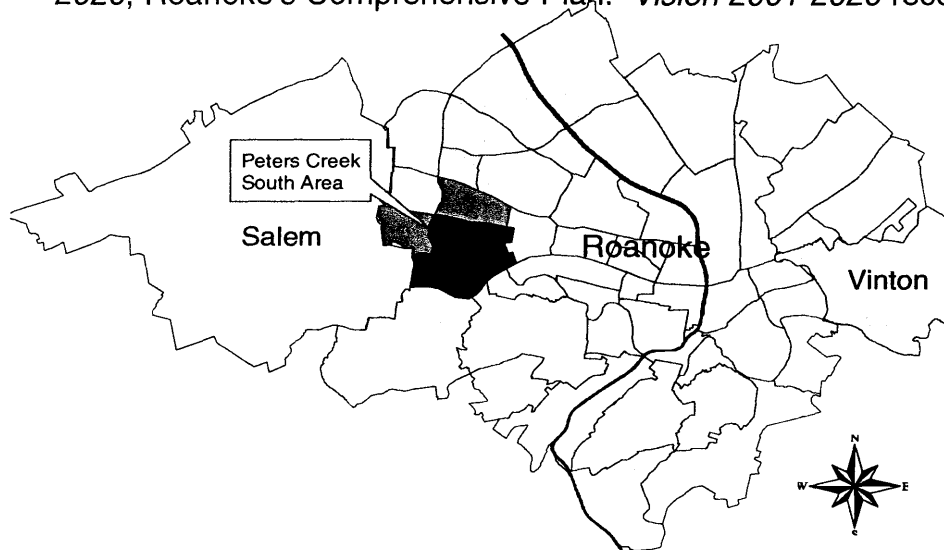 2020, Roanoke's Comprehensive Plan. Vision 2001-2020
Peters Creek
South Area
Salem
Roanoke
Vinton
N
W
E
S